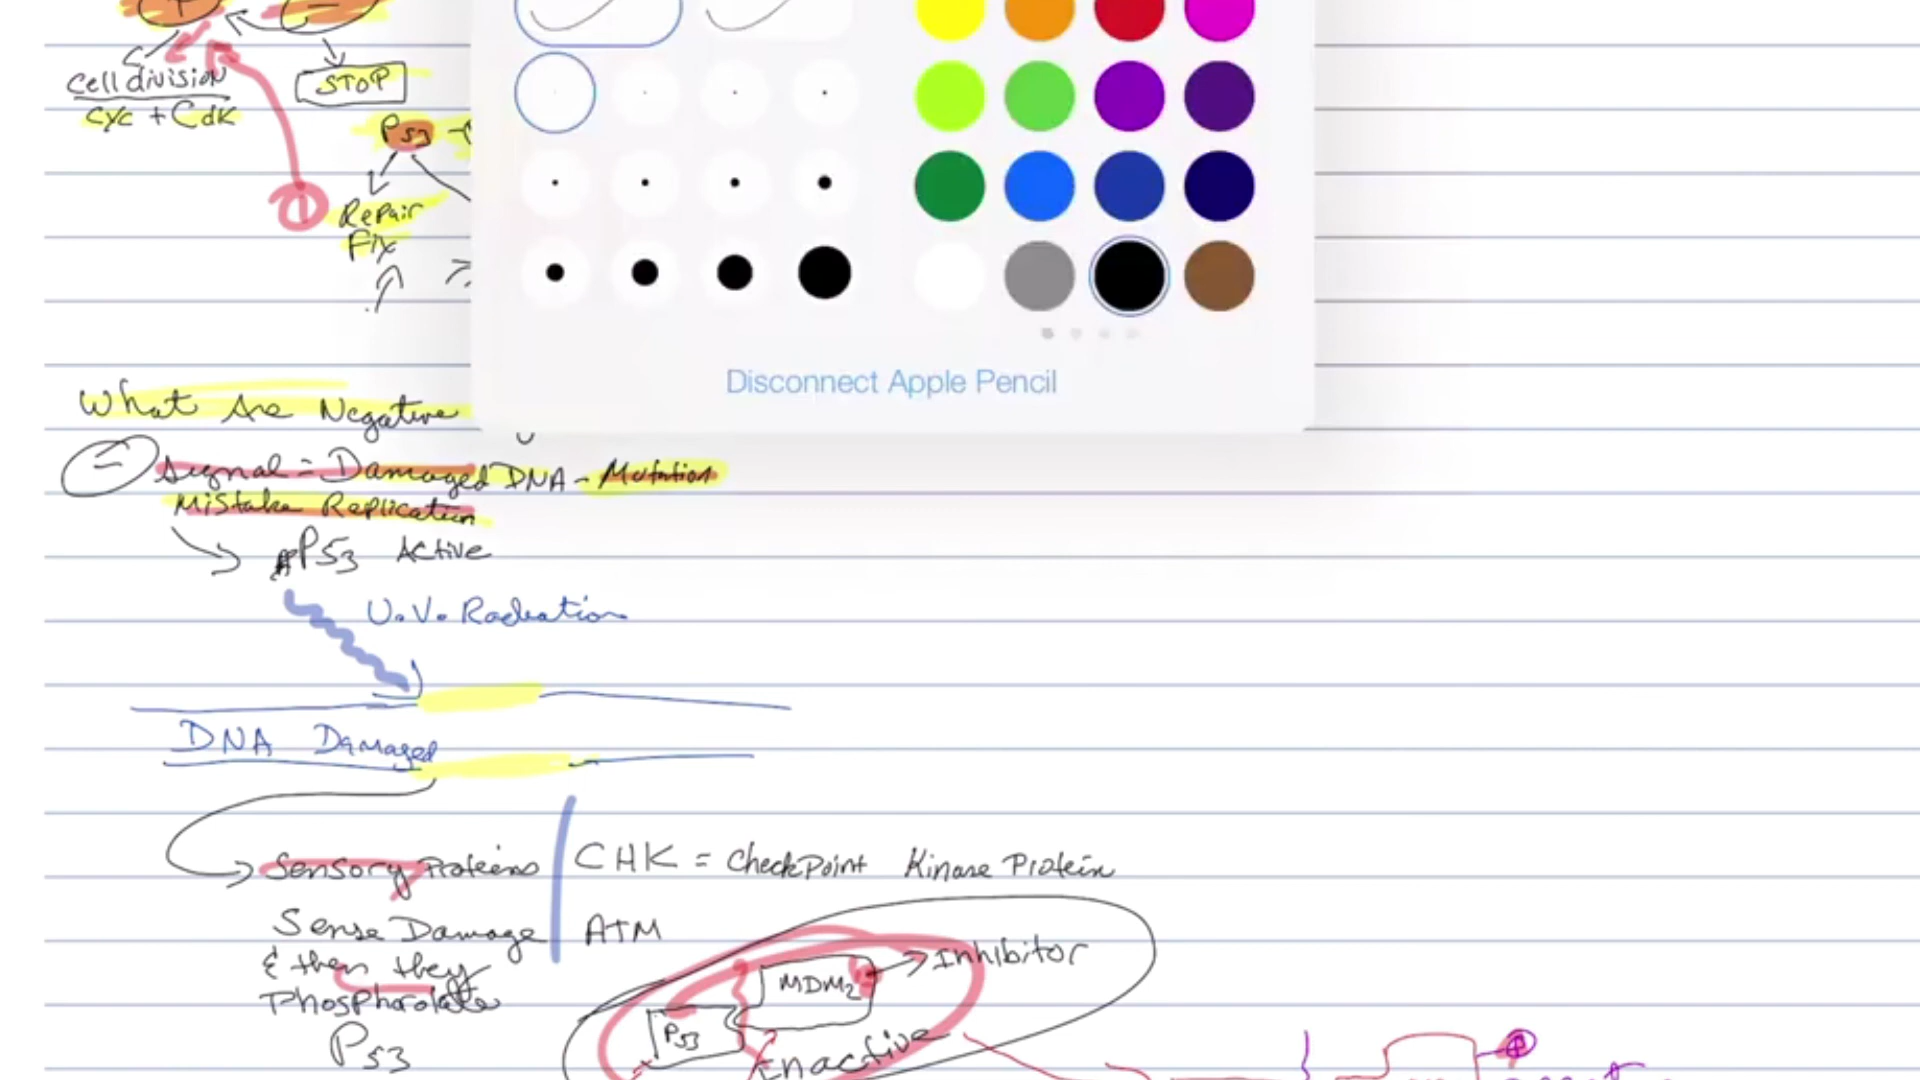 + -
Cell division
Cyc + CdK
STOP
P53
Repair
Fix
Disconnect Apple Pencil
What Are Negative
- Signal = Damaged DNA - Mutation
Mistake Replication
P53 Active
U.V. Radiation
DNA Damaged
Sensory Proteins
CHK = CheckPoint Kinase Protein
Sense Damage
ATM
& then they
Phosphorolate
P53
Inhibitor
MDM2
P53
Inactive